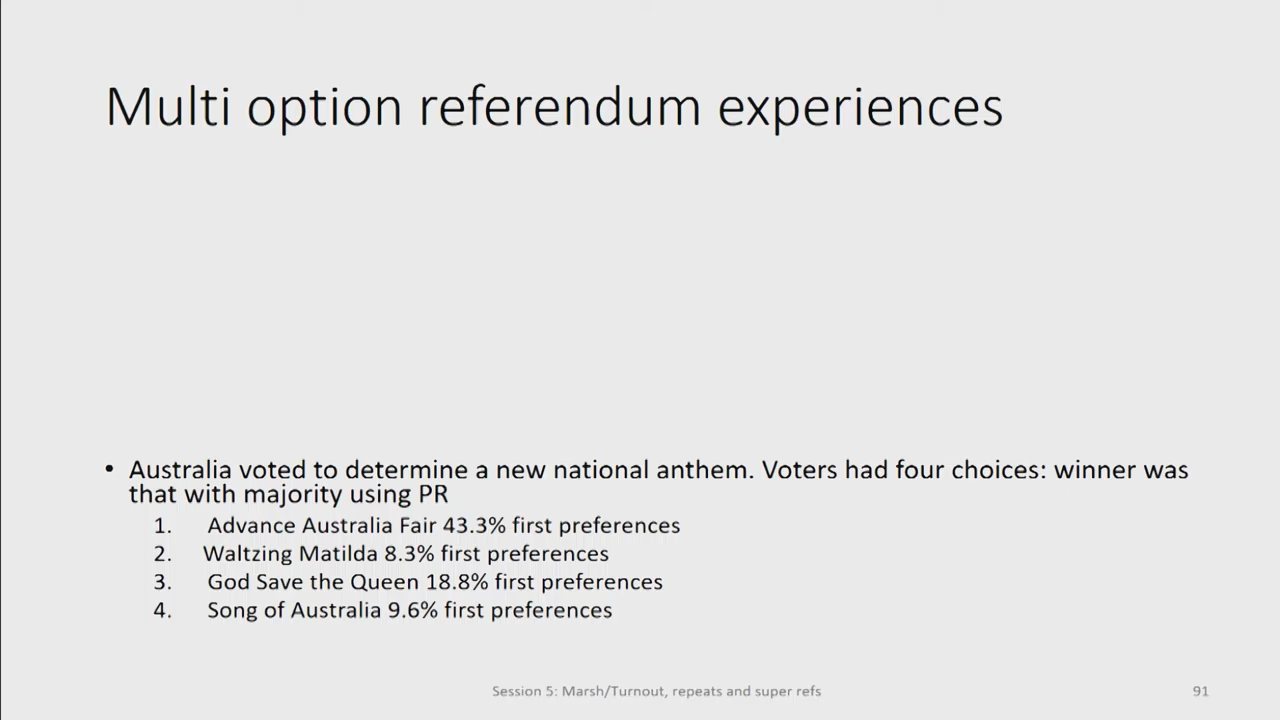 Multi option referendum experiences
• Australia voted to determine a new national anthem. Voters had four choices: winner was
that with majority using PR
1. Advance Australia Fair 43.3% first preferences
2. Waltzing Matilda 8.3% first preferences
3. God Save the Queen 18.8% first preferences
4. Song of Australia 9.6% first preferences
Session 5: Marsh/Turnout, repeats and super refs
91